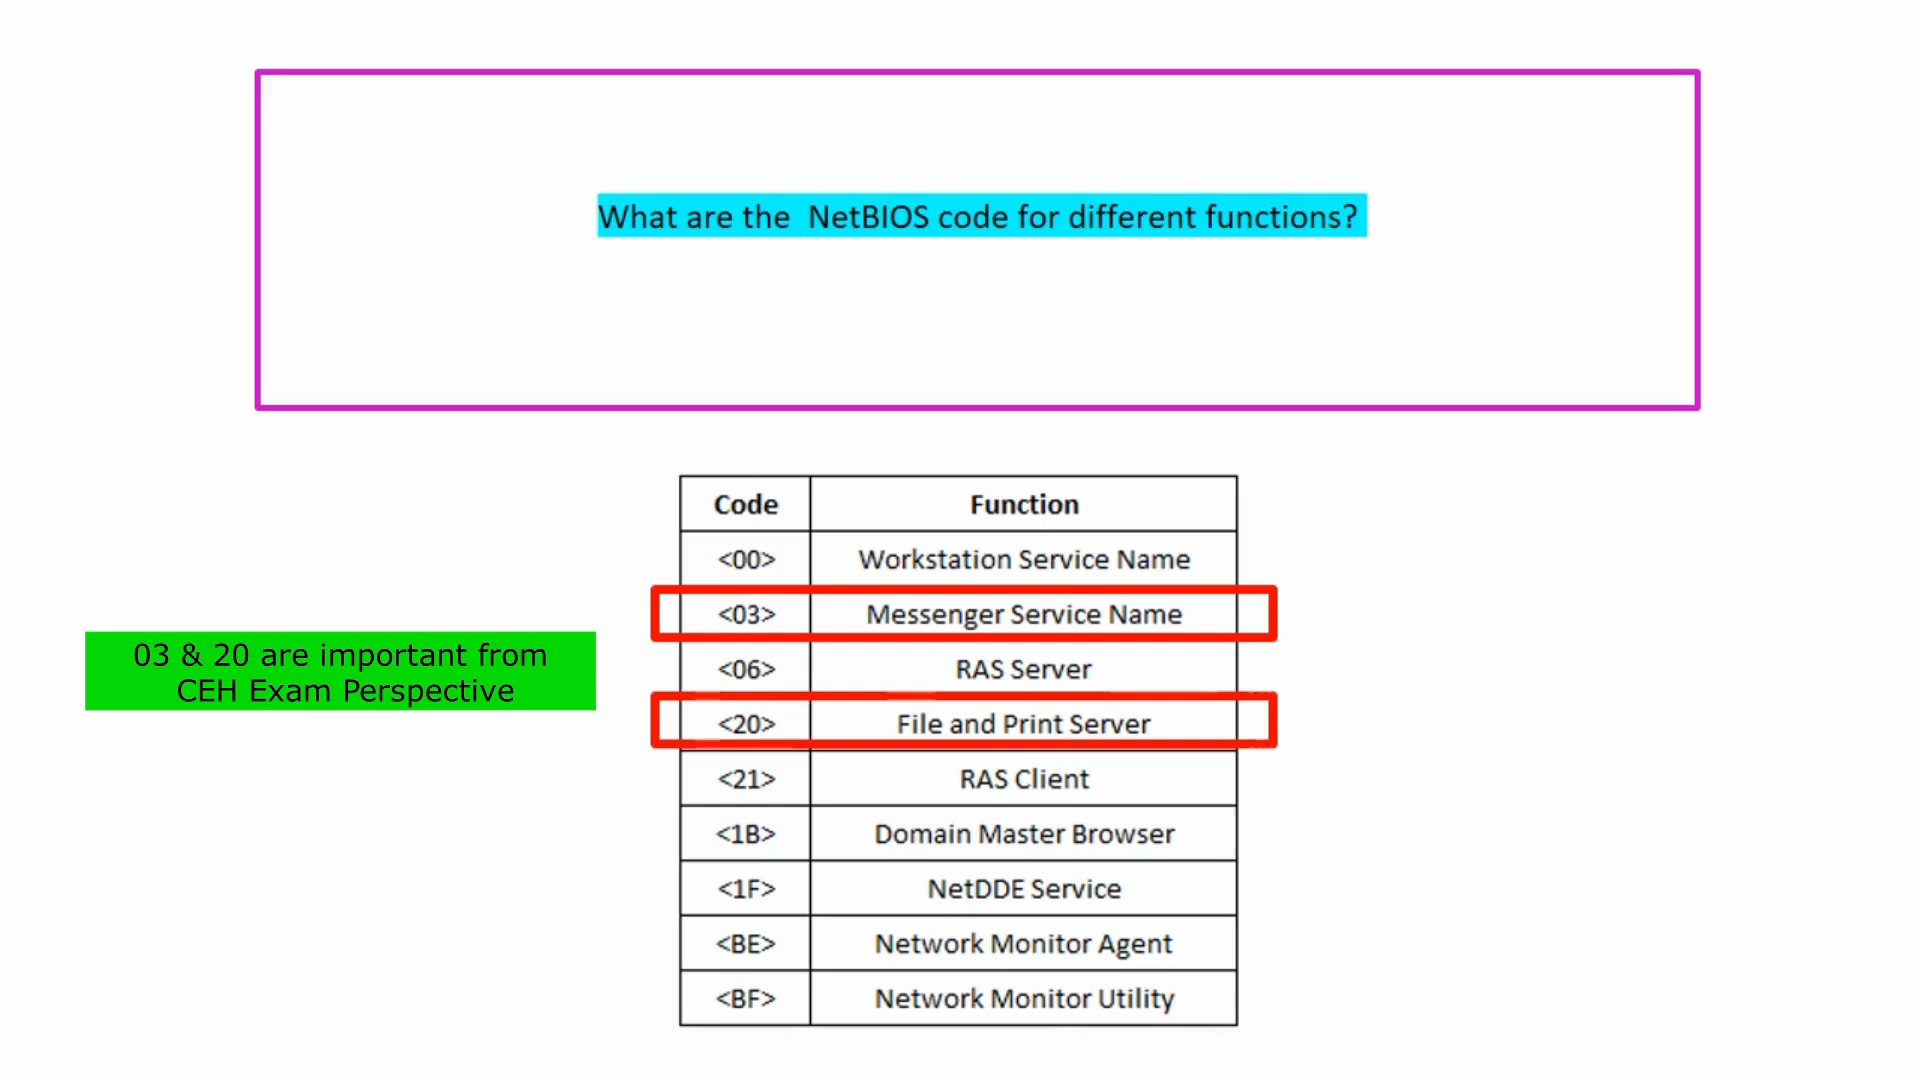 What are the  NetBIOS code for different functions?
Code Function
<00> Workstation Service Name
<03> Messenger Service Name
03 & 20 are important from
CEH Exam Perspective
<06> RAS Server
<20> File and Print Server
<21> RAS Client
<1B> Domain Master Browser
<1F> NetDDE Service
<BE> Network Monitor Agent
<BF> Network Monitor Utility